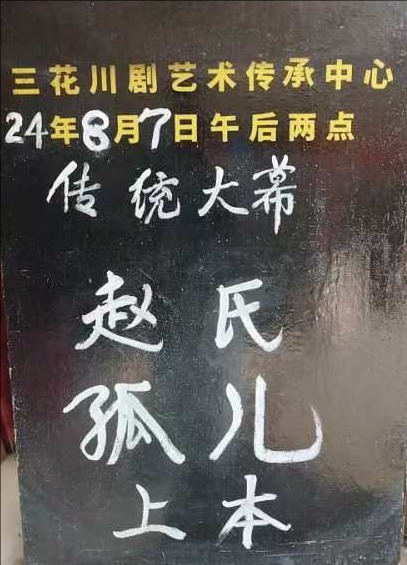 三花川剧艺术传承中心
24年8月7日午后两点
传统大幕
赵氏
孤儿
上本